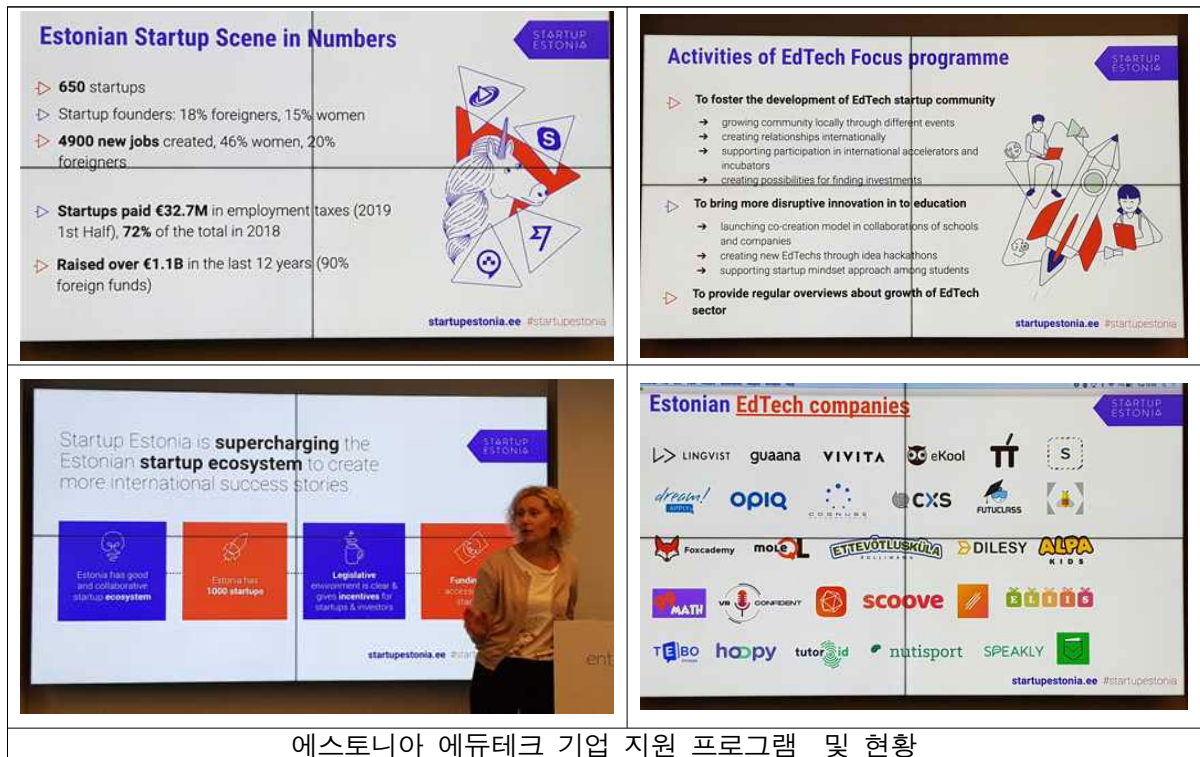 Estonian Startup Scene in Numbers
STARTUP
ESTONIA
650 startups
Startup founders: 18% foreigners, 15% women
4900 new jobs created, 46% women, 20%
foreigners
Startups paid €32.7M in employment taxes (2019
1st Half), 72% of the total in 2018
Raised over €1.1B in the last 12 years (90%
foreign funds)
startupestonia.ee #startupestonia
Activities of EdTech Focus programme
STARTUP
ESTONIA
To foster the development of EdTech startup community
→ growing community locally through different events
→ creating relationships internationally
→ supporting participation in international accelerators and
incubators
→ creating possibilities for finding investments
To bring more disruptive innovation in to education
→ launching co-creation model in collaborations of schools
and companies
→ creating new EdTechs through idea hackathons
→ supporting startup mindset approach among students
To provide regular overviews about growth of EdTech
sector
startupestonia.ee #startupestonia
Startup Estonia is supercharging the
Estonian startup ecosystem to create
more international success stories
STARTUP
ESTONIA
Estonia has good
and collaborative
startup ecosystem
Estonia has
1000 startups
Legislative
environment is clear &
gives incentives for
startups & investors
startupestonia.ee
Estonian EdTech companies
STARTUP
ESTONIA
LINGVIST guaana VIVITA eKool S
dream! APPLY OPIQ COGNUSE CXS FUTUCLASS
Foxcademy moleQL ETTEVÕTLUSKÜLA DILESY ALPA KIDS
MATH VR CONFIDENT scoove ELIIS
TEBO hoopy tutor.id nutisport SPEAKLY
startupestonia.ee #startupestonia
에스토니아 에듀테크 기업 지원 프로그램 및 현황